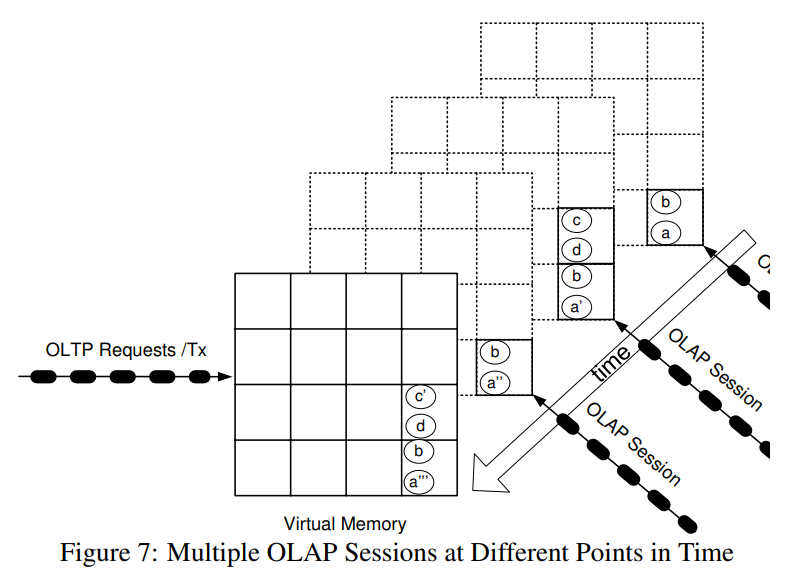 b
a
c
d
b
a'
O
OLTP Requests /Tx
time
OLAP Session
b
a''
OLAP Session
c'
d
b
a'''
Virtual Memory
Figure 7: Multiple OLAP Sessions at Different Points in Time